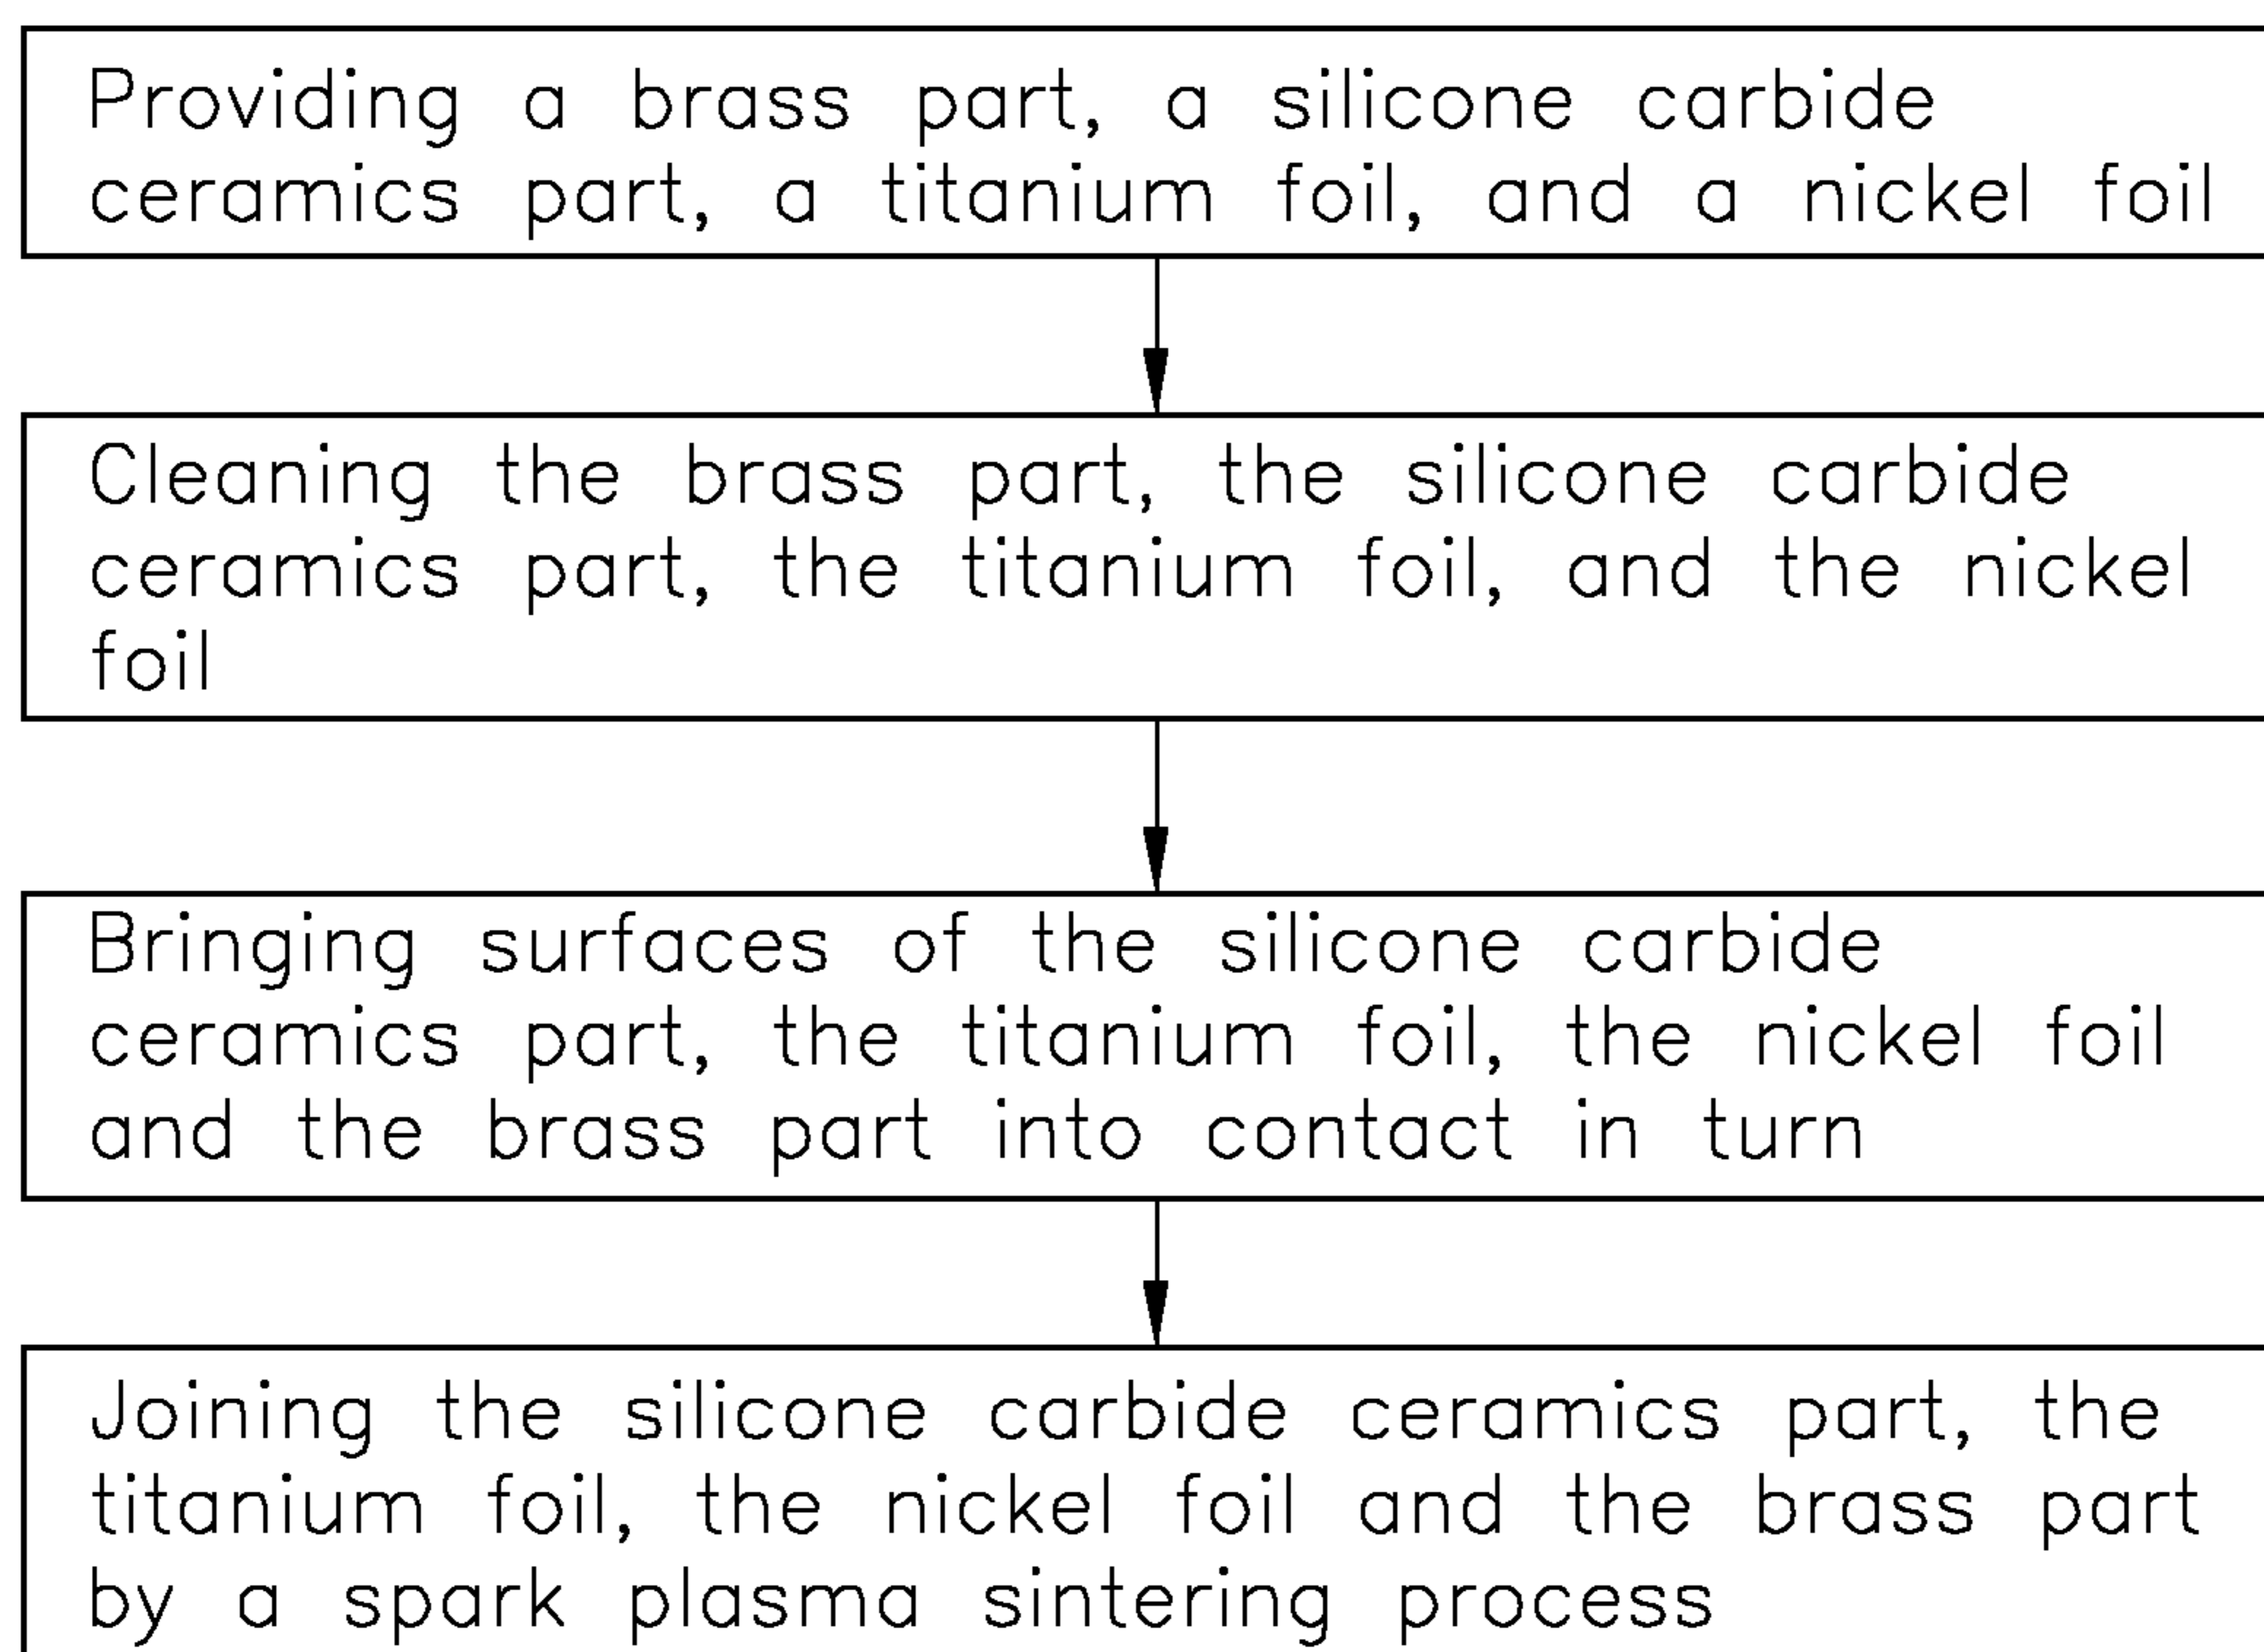 Providing a brass part, a silicone carbide
ceramics part, a titanium foil, and a nickel foil
Cleaning the brass part, the silicone carbide
ceramics part, the titanium foil, and the nickel
foil
Bringing surfaces of the silicone carbide
ceramics part, the titanium foil, the nickel foil
and the brass part into contact in turn
Joining the silicone carbide ceramics part, the
titanium foil, the nickel foil and the brass part
by a spark plasma sintering process